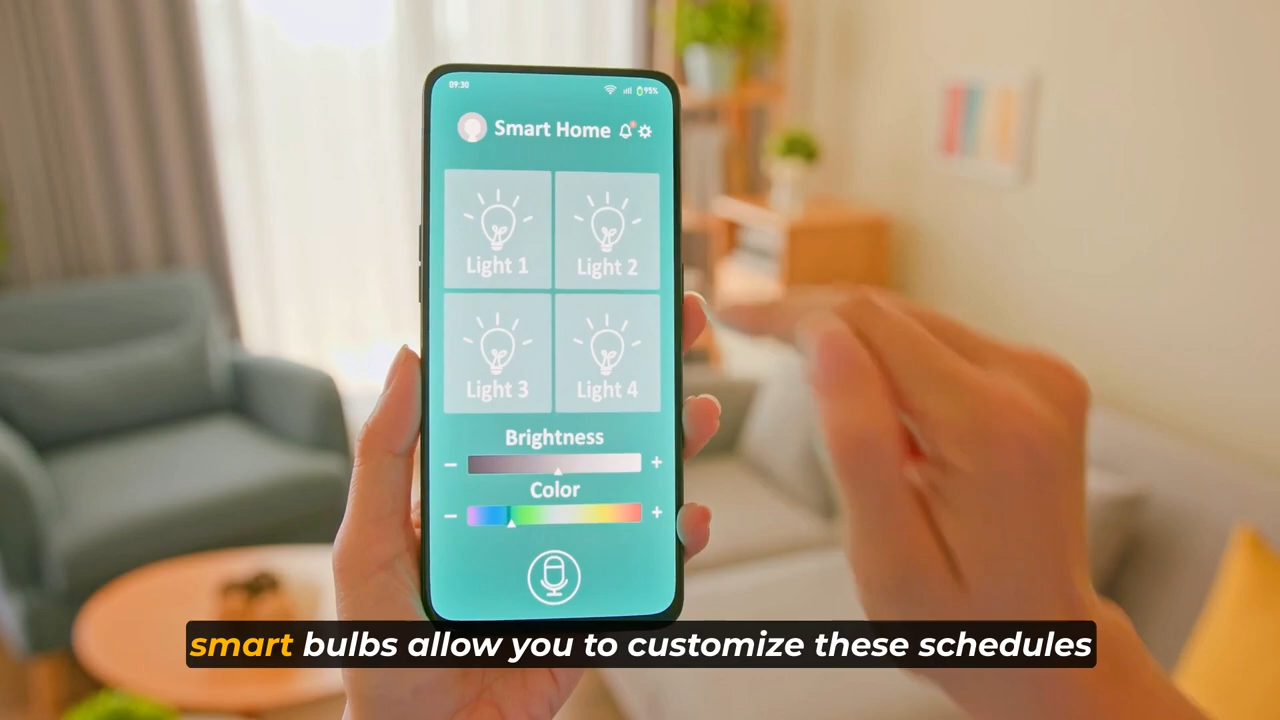 09:30
95%
Smart Home
Light 1
Light 2
Light 3
Light 4
Brightness
− +
Color
− +
smart bulbs allow you to customize these schedules